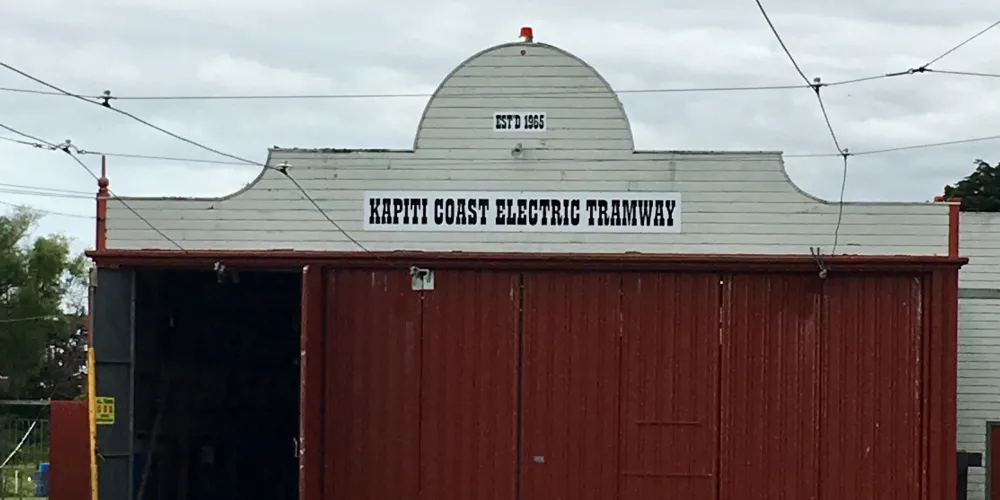 EST'D 1965
KAPITI COAST ELECTRIC TRAMWAY